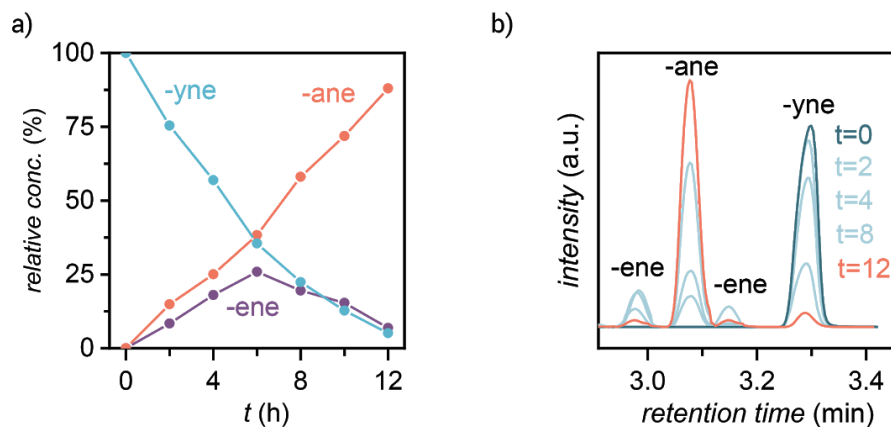 a)
100
75
50
25
0
relative conc. (%)
-yne
-ane
-ene
0
4
8
12
t (h)
b)
intensity (a.u.)
-ane
-yne
-ene
-ene
t=0
t=2
t=4
t=8
t=12
3.0
3.2
3.4
retention time (min)